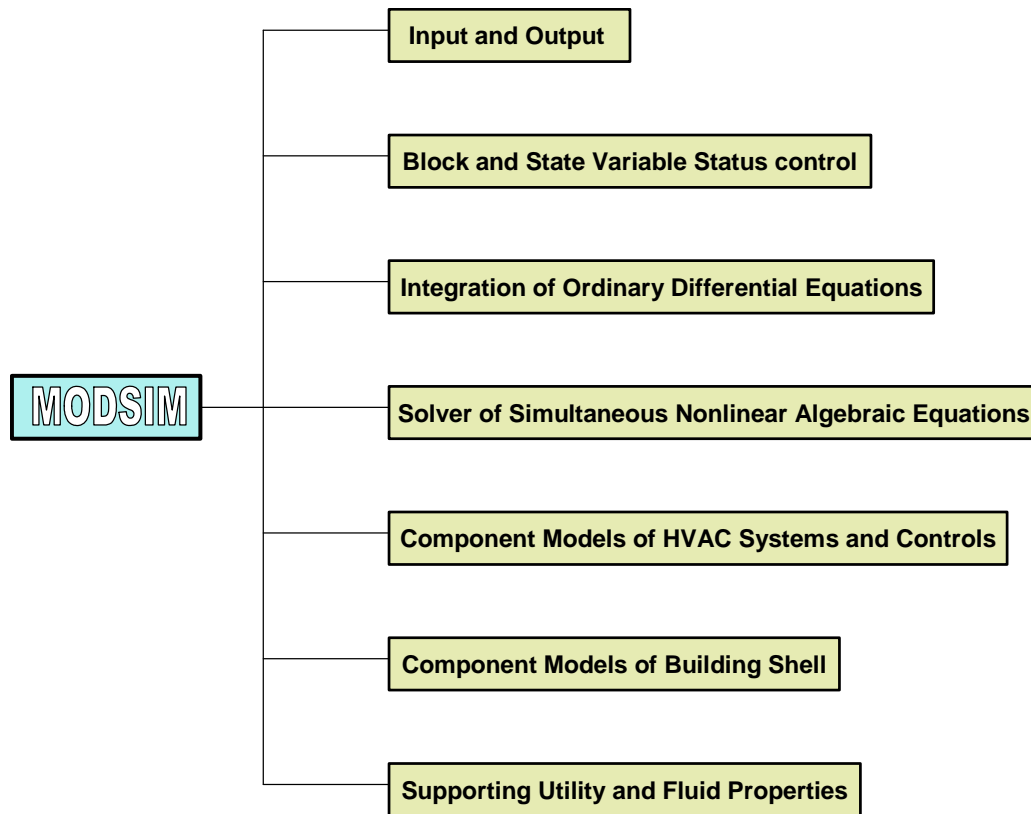 Input and Output
Block and State Variable Status control
Integration of Ordinary Differential Equations
MODSIM
Solver of Simultaneous Nonlinear Algebraic Equations
Component Models of HVAC Systems and Controls
Component Models of Building Shell
Supporting Utility and Fluid Properties